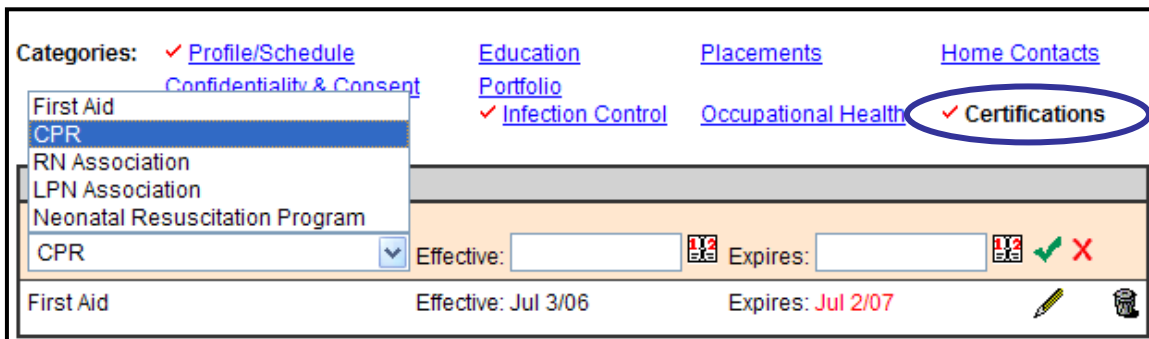 Categories: Profile/Schedule Education Placements Home Contacts
Confidentiality & Consent Portfolio
Infection Control Occupational Health Certifications
First Aid
CPR
RN Association
LPN Association
Neonatal Resuscitation Program
CPR Effective: Expires:
First Aid Effective: Jul 3/06 Expires: Jul 2/07